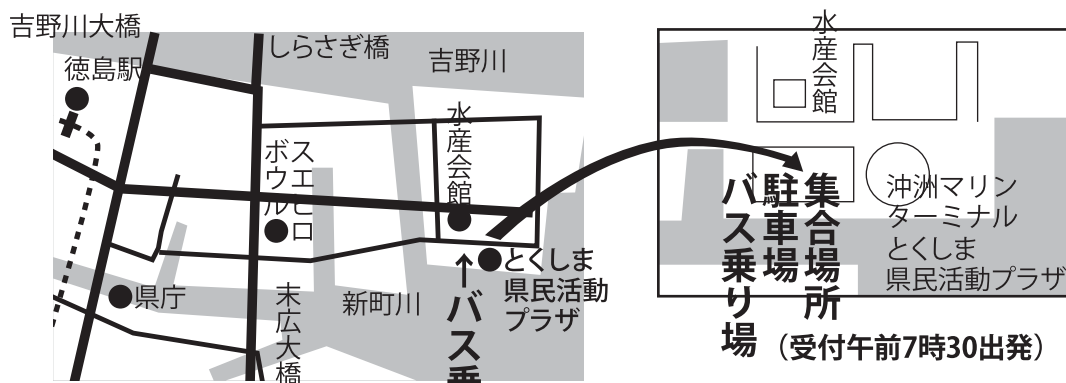 吉野川大橋
しらさぎ橋
吉野川
徳島駅
水産会館
スエヒロ
ボウル
県庁
末広大橋
新町川
とくしま
県民活動
プラザ
←バス乗
水産会館
集合場所
駐車場
バス乗り場
沖洲マリン
ターミナル
とくしま
県民活動プラザ
（受付午前7時30出発）